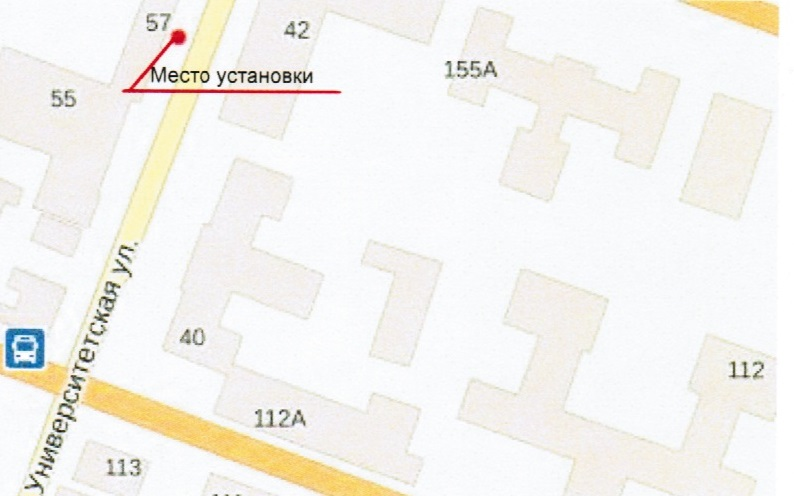 57
42
Место установки
155А
55
Университетская ул.
40
112
112А
113